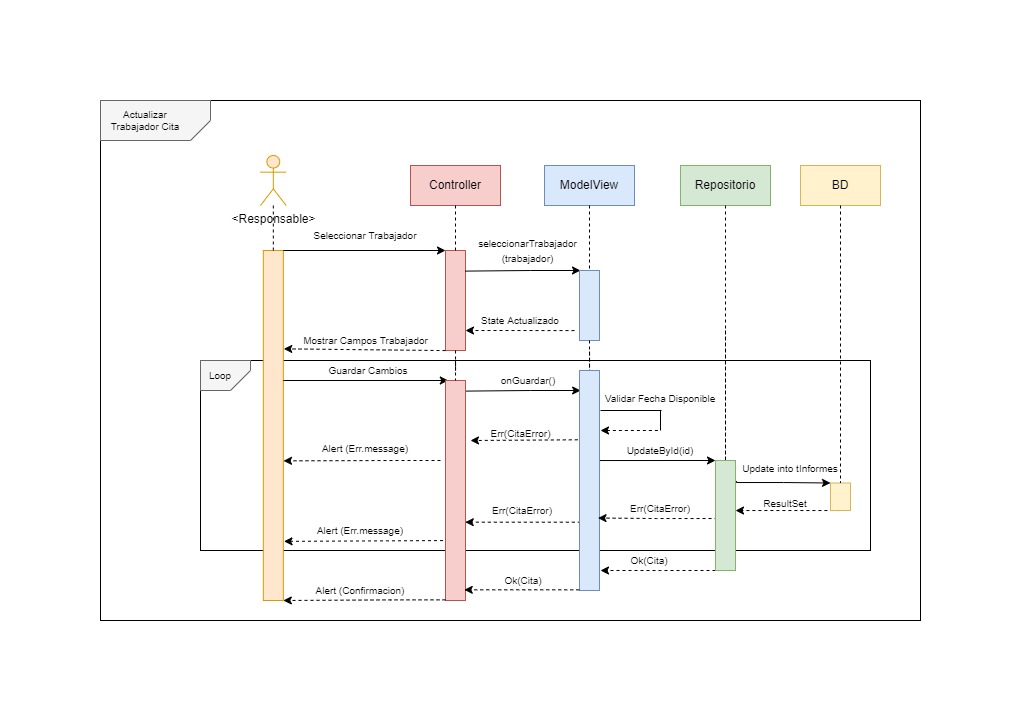 Actualizar
Trabajador Cita
Controller
ModelView
Repositorio
BD
<Responsable>
Seleccionar Trabajador
seleccionarTrabajador
(trabajador)
State Actualizado
Mostrar Campos Trabajador
Loop
Guardar Cambios
onGuardar()
Validar Fecha Disponible
Err(CitaError)
Alert (Err.message)
UpdateById(id)
Update into tInformes
ResultSet
Err(CitaError)
Err(CitaError)
Alert (Err.message)
Ok(Cita)
Ok(Cita)
Alert (Confirmacion)